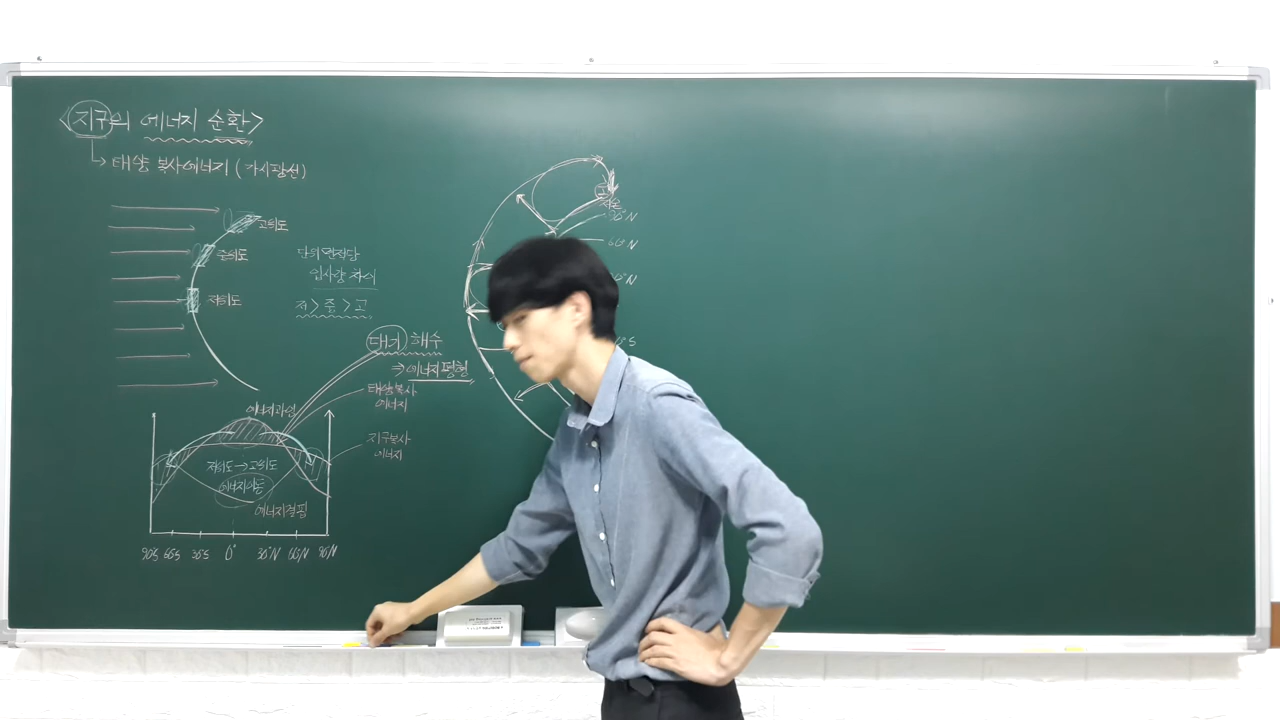 <지구의 에너지 순환>
태양 복사에너지 (가시광선)
고위도
중위도
저위도
단위면적당
입사량 차이
저 > 중 > 고
대기 해수
⇒ 에너지 평형
태양복사
에너지
지구복사
에너지
에너지과잉
저위도 → 고위도
에너지이동
에너지결핍
90°S 60°S 30°S 0° 30°N 60°N 90°N
90°N
60°N